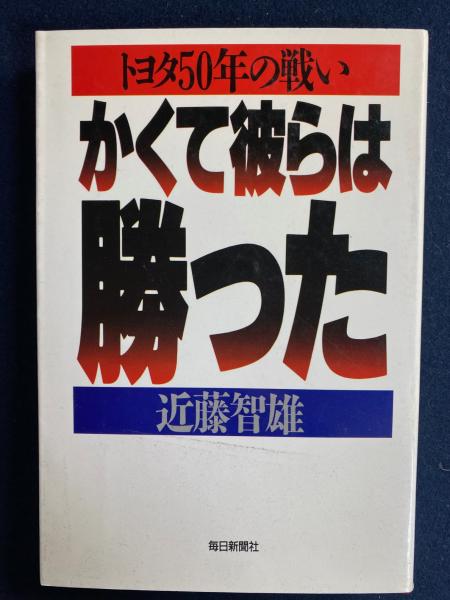 トヨタ50年の戦い
かくて彼らは
勝った
近藤智雄
毎日新聞社